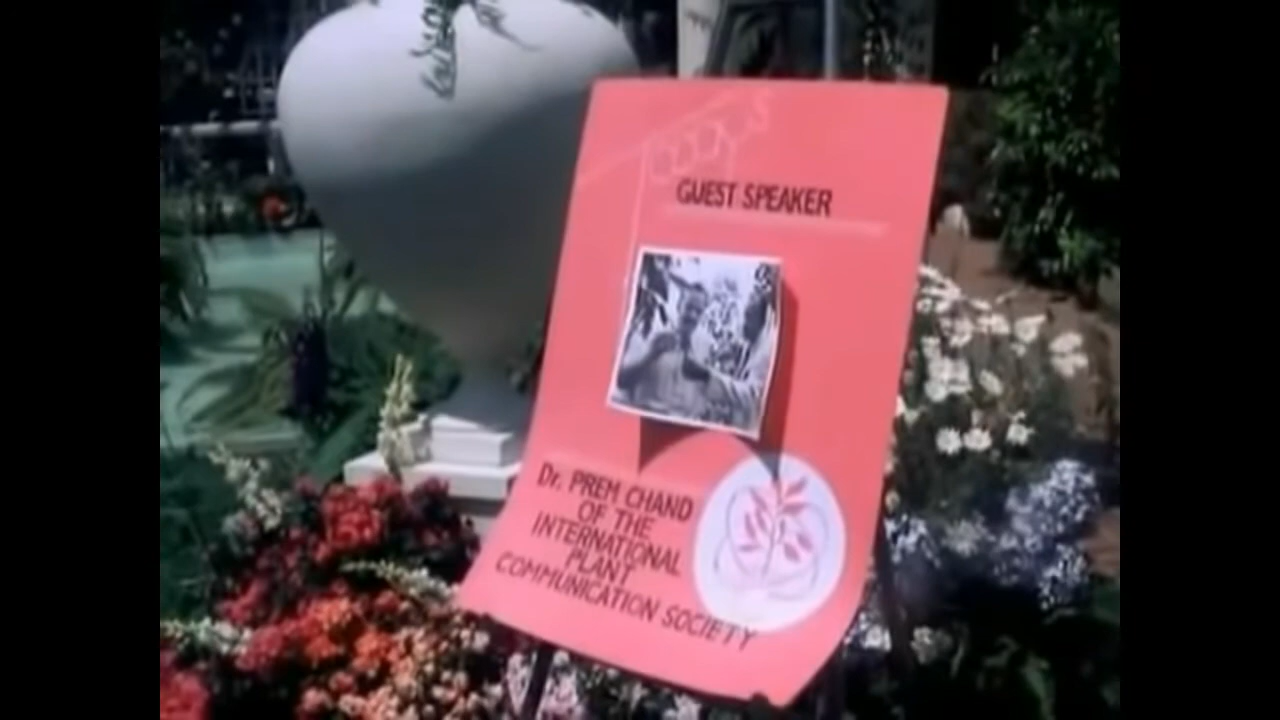 GUEST SPEAKER
Dr. PREM CHAND
OF THE
INTERNATIONAL
PLANT
COMMUNICATION SOCIETY